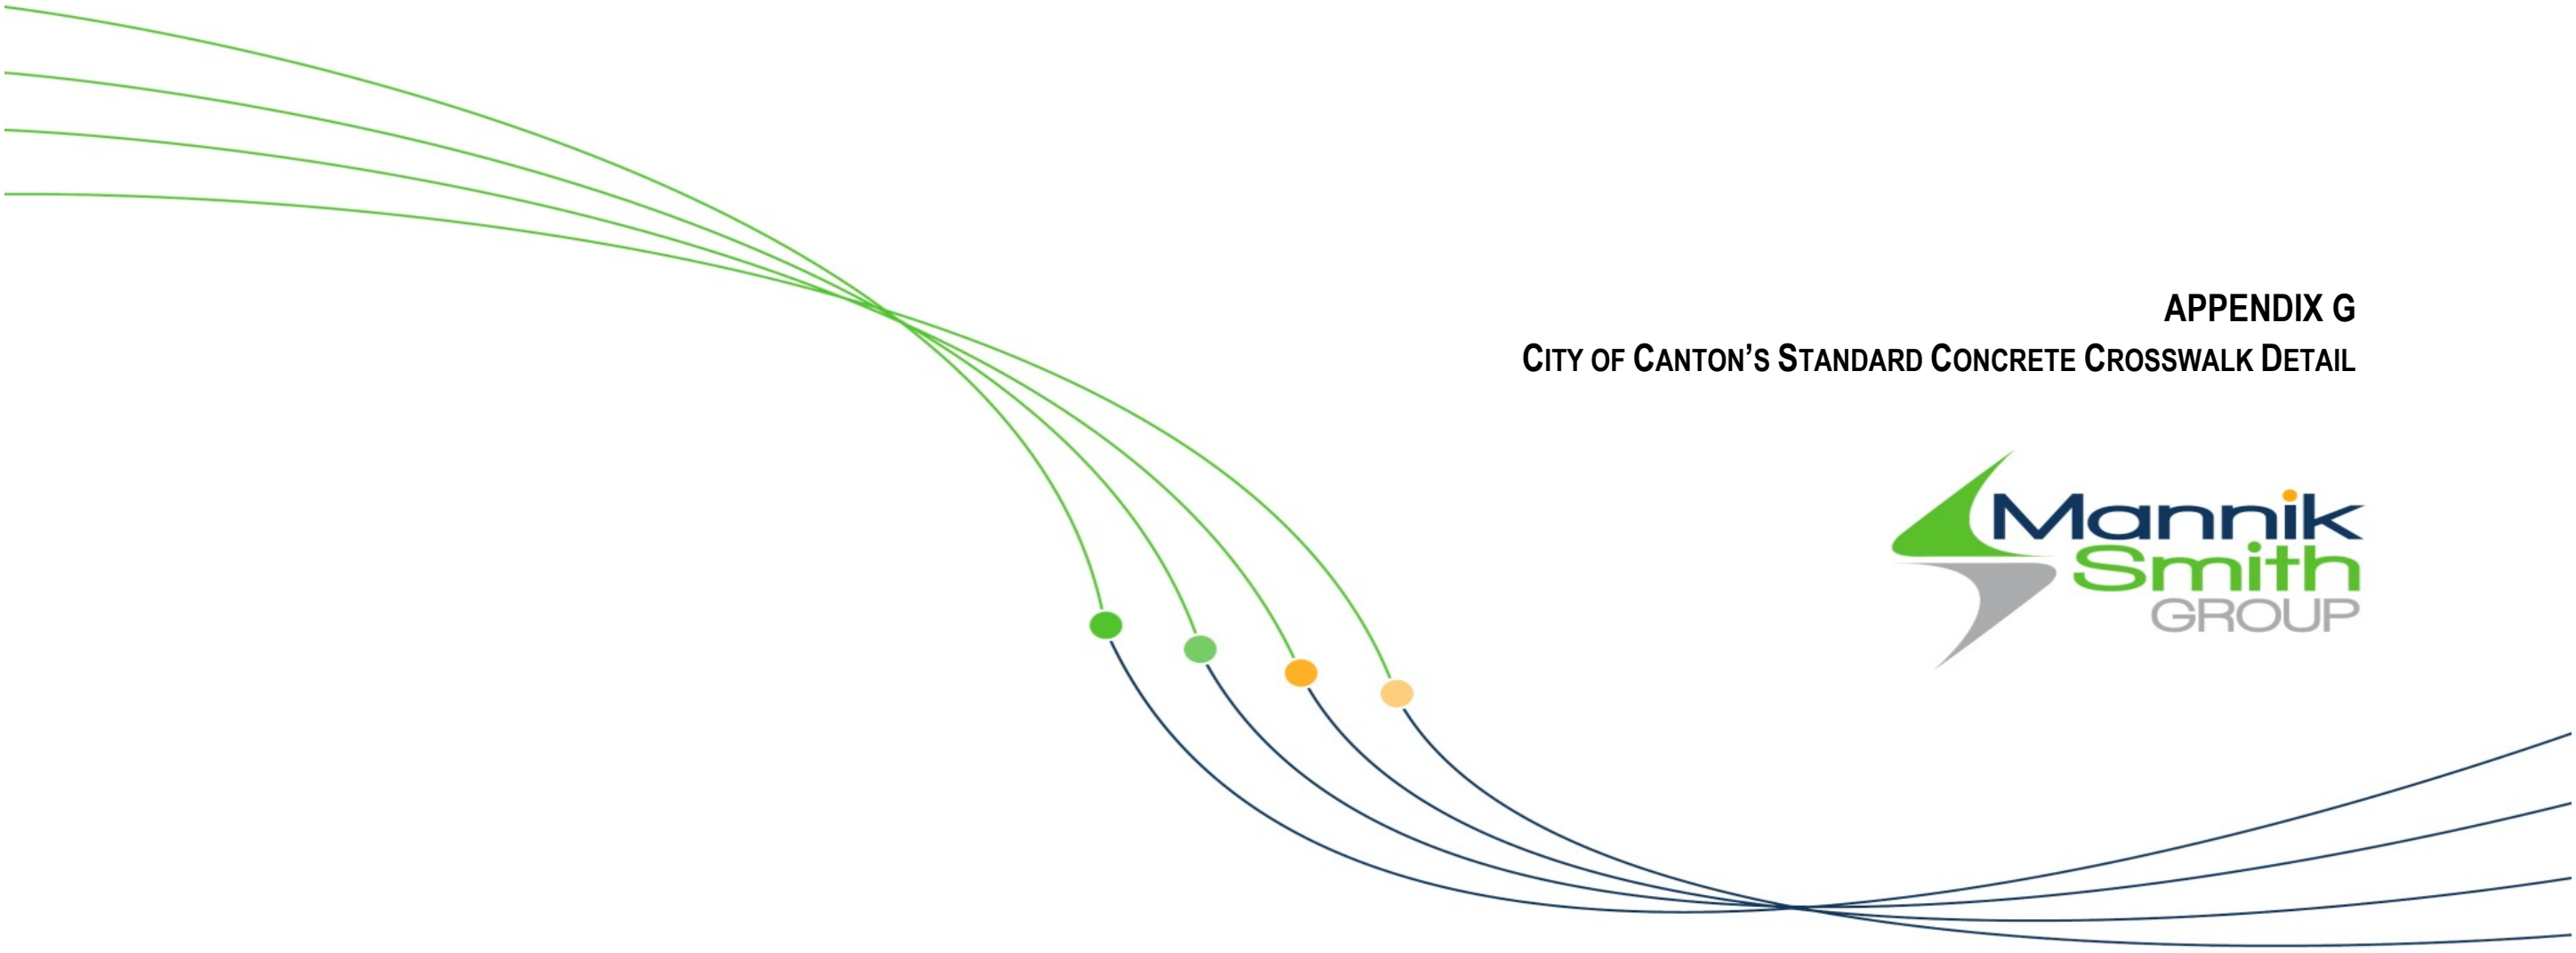 APPENDIX G
CITY OF CANTON'S STANDARD CONCRETE CROSSWALK DETAIL
Mannik
Smith
GROUP